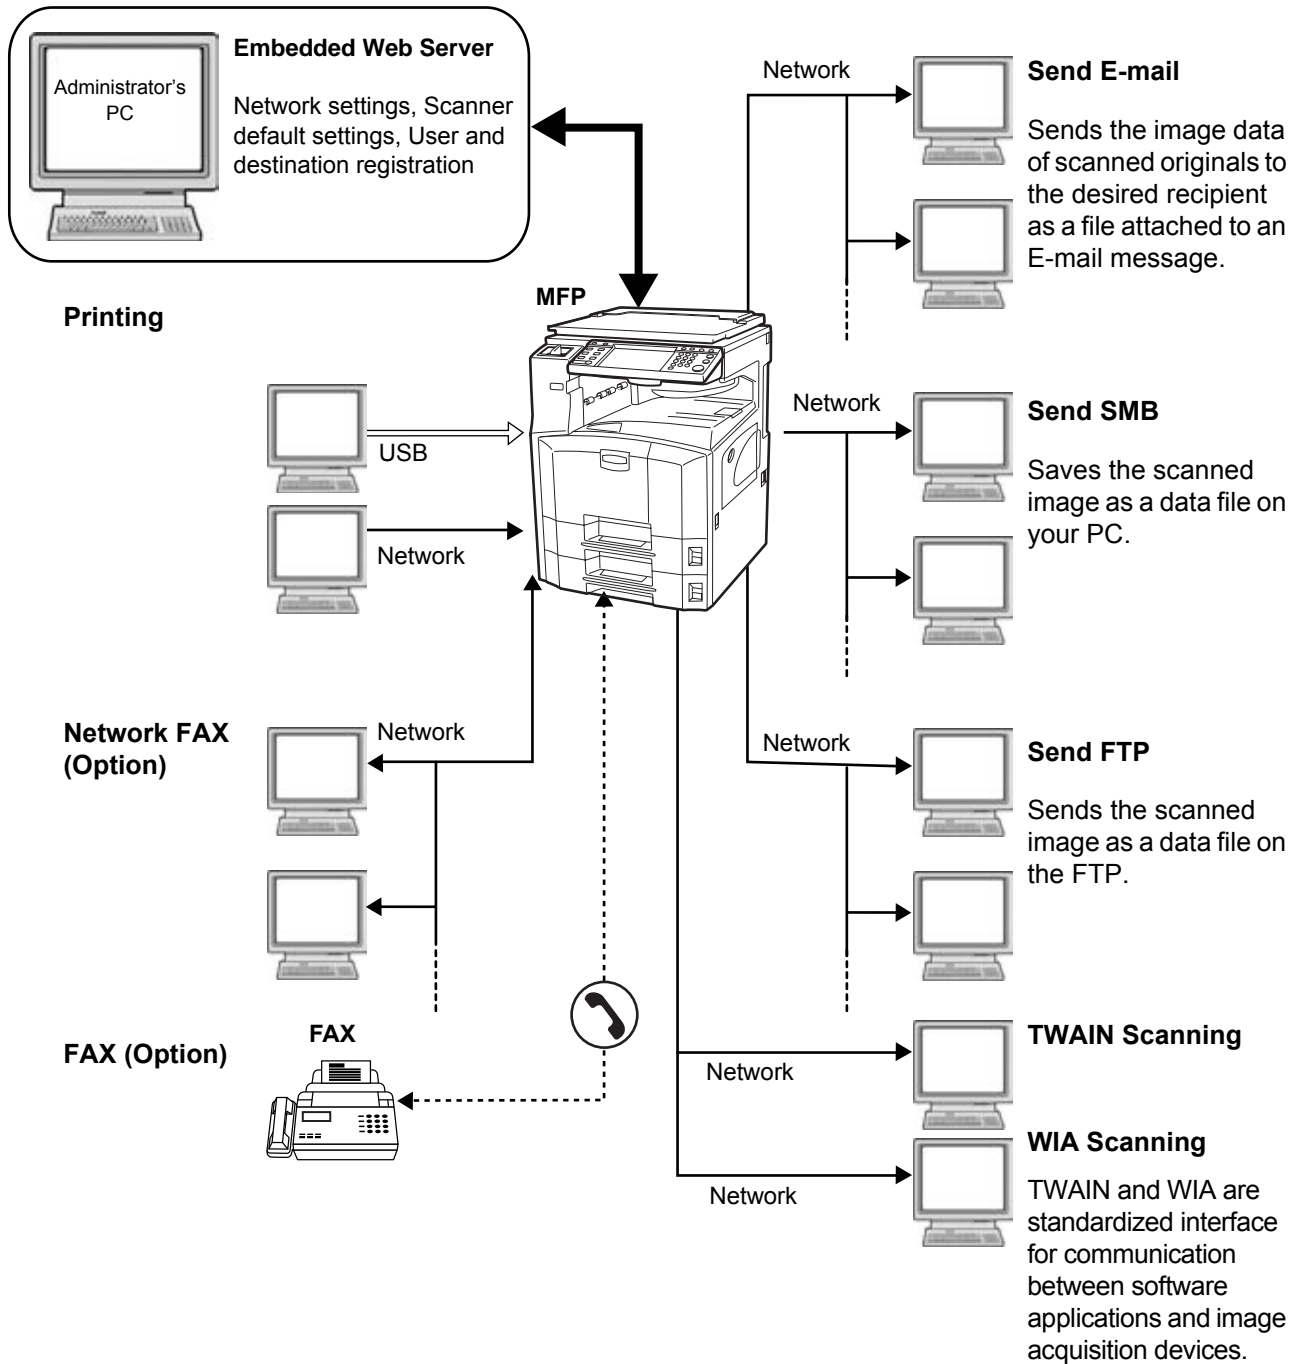 Embedded Web Server
Administrator's
PC
Network settings, Scanner
default settings, User and
destination registration
Network
Send E-mail
Sends the image data
of scanned originals to
the desired recipient
as a file attached to an
E-mail message.
MFP
Printing
USB
Network
Network
Send SMB
Saves the scanned
image as a data file on
your PC.
Network FAX
(Option)
Network
Network
Send FTP
Sends the scanned
image as a data file on
the FTP.
FAX (Option)
FAX
Network
TWAIN Scanning
Network
WIA Scanning
TWAIN and WIA are
standardized interface
for communication
between software
applications and image
acquisition devices.